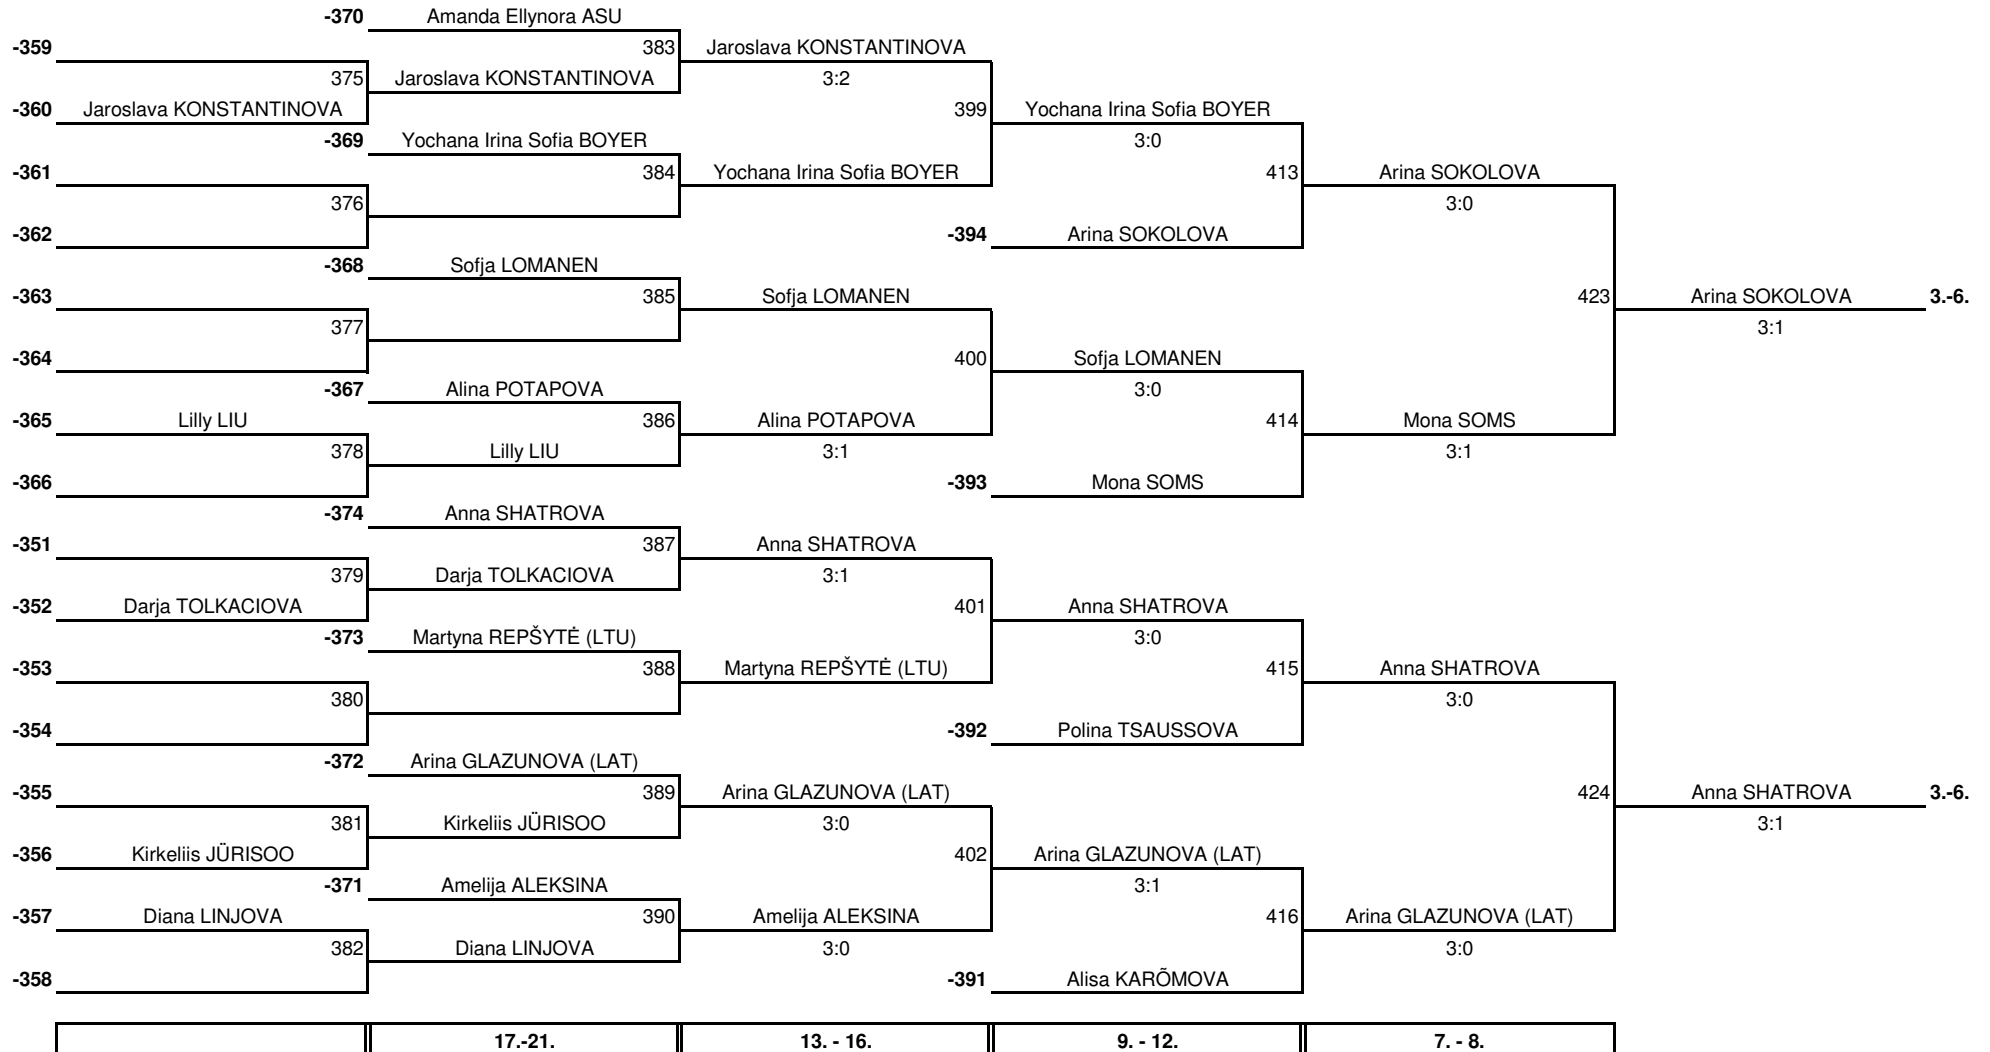 -370 Amanda Ellynora ASU
-359 383 Jaroslava KONSTANTINOVA
375 Jaroslava KONSTANTINOVA 3:2
-360 Jaroslava KONSTANTINOVA 399 Yochana Irina Sofia BOYER
-369 Yochana Irina Sofia BOYER 3:0
-361 384 Yochana Irina Sofia BOYER 413 Arina SOKOLOVA
376 3:0
-362 -394 Arina SOKOLOVA
-368 Sofja LOMANEN
-363 385 Sofja LOMANEN 423 Arina SOKOLOVA 3.-6.
377 3:1
-364 400 Sofja LOMANEN
-367 Alina POTAPOVA 3:0
-365 Lilly LIU 386 Alina POTAPOVA 414 Mona SOMS
378 Lilly LIU 3:1 3:1
-366 -393 Mona SOMS
-374 Anna SHATROVA
-351 387 Anna SHATROVA
379 Darja TOLKACIOVA 3:1
-352 Darja TOLKACIOVA 401 Anna SHATROVA
-373 Martyna REPŠYTĖ (LTU) 3:0
-353 388 Martyna REPŠYTĖ (LTU) 415 Anna SHATROVA
380 3:0
-354 -392 Polina TSAUSSOVA
-372 Arina GLAZUNOVA (LAT)
-355 389 Arina GLAZUNOVA (LAT) 424 Anna SHATROVA 3.-6.
381 Kirkeliis JÜRISOO 3:0 3:1
-356 Kirkeliis JÜRISOO 402 Arina GLAZUNOVA (LAT)
-371 Amelija ALEKSINA 3:1
-357 Diana LINJOVA 390 Amelija ALEKSINA 416 Arina GLAZUNOVA (LAT)
382 Diana LINJOVA 3:0 3:0
-358 -391 Alisa KARÕMOVA
17.-21. 13. - 16. 9. - 12. 7. - 8.